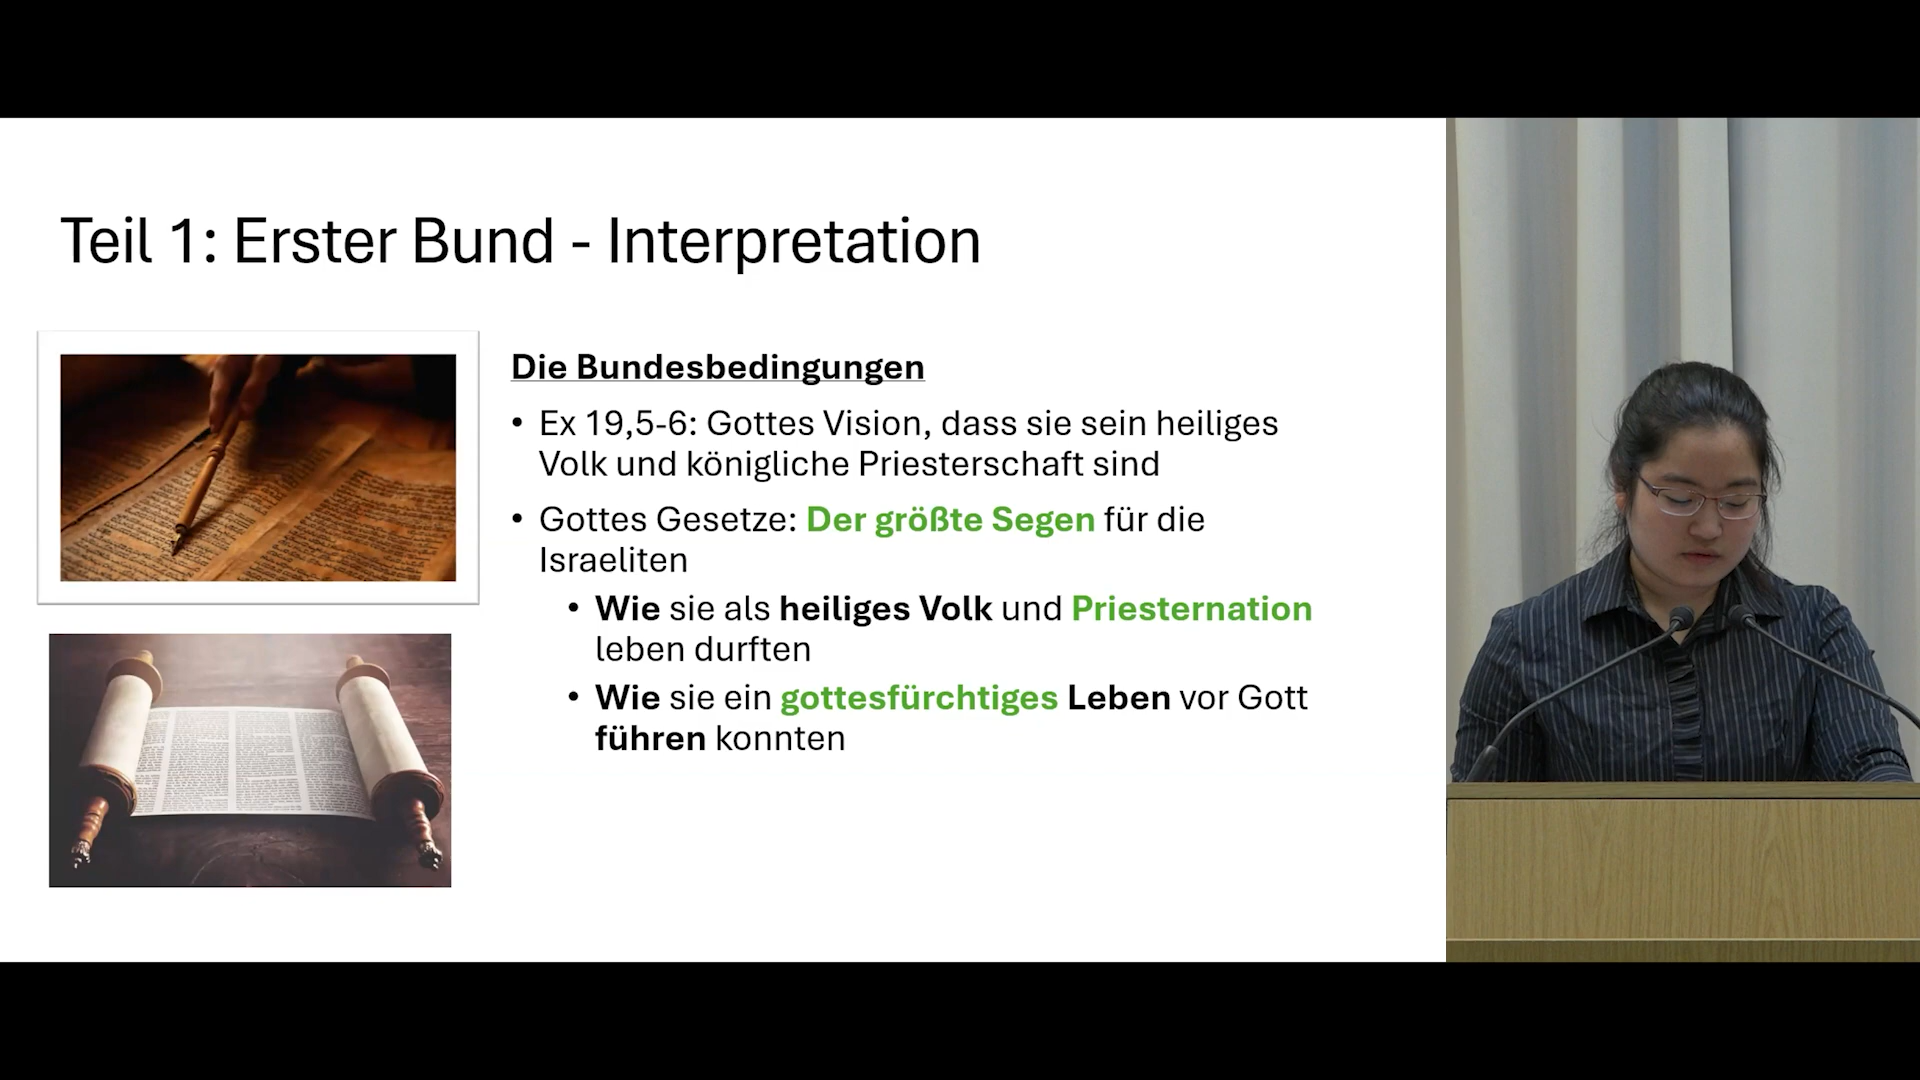 Teil 1: Erster Bund - Interpretation
Die Bundesbedingungen
• Ex 19,5-6: Gottes Vision, dass sie sein heiliges
Volk und königliche Priesterschaft sind
• Gottes Gesetze: Der größte Segen für die
Israeliten
• Wie sie als heiliges Volk und Priesternation
leben durften
• Wie sie ein gottesfürchtiges Leben vor Gott
führen konnten